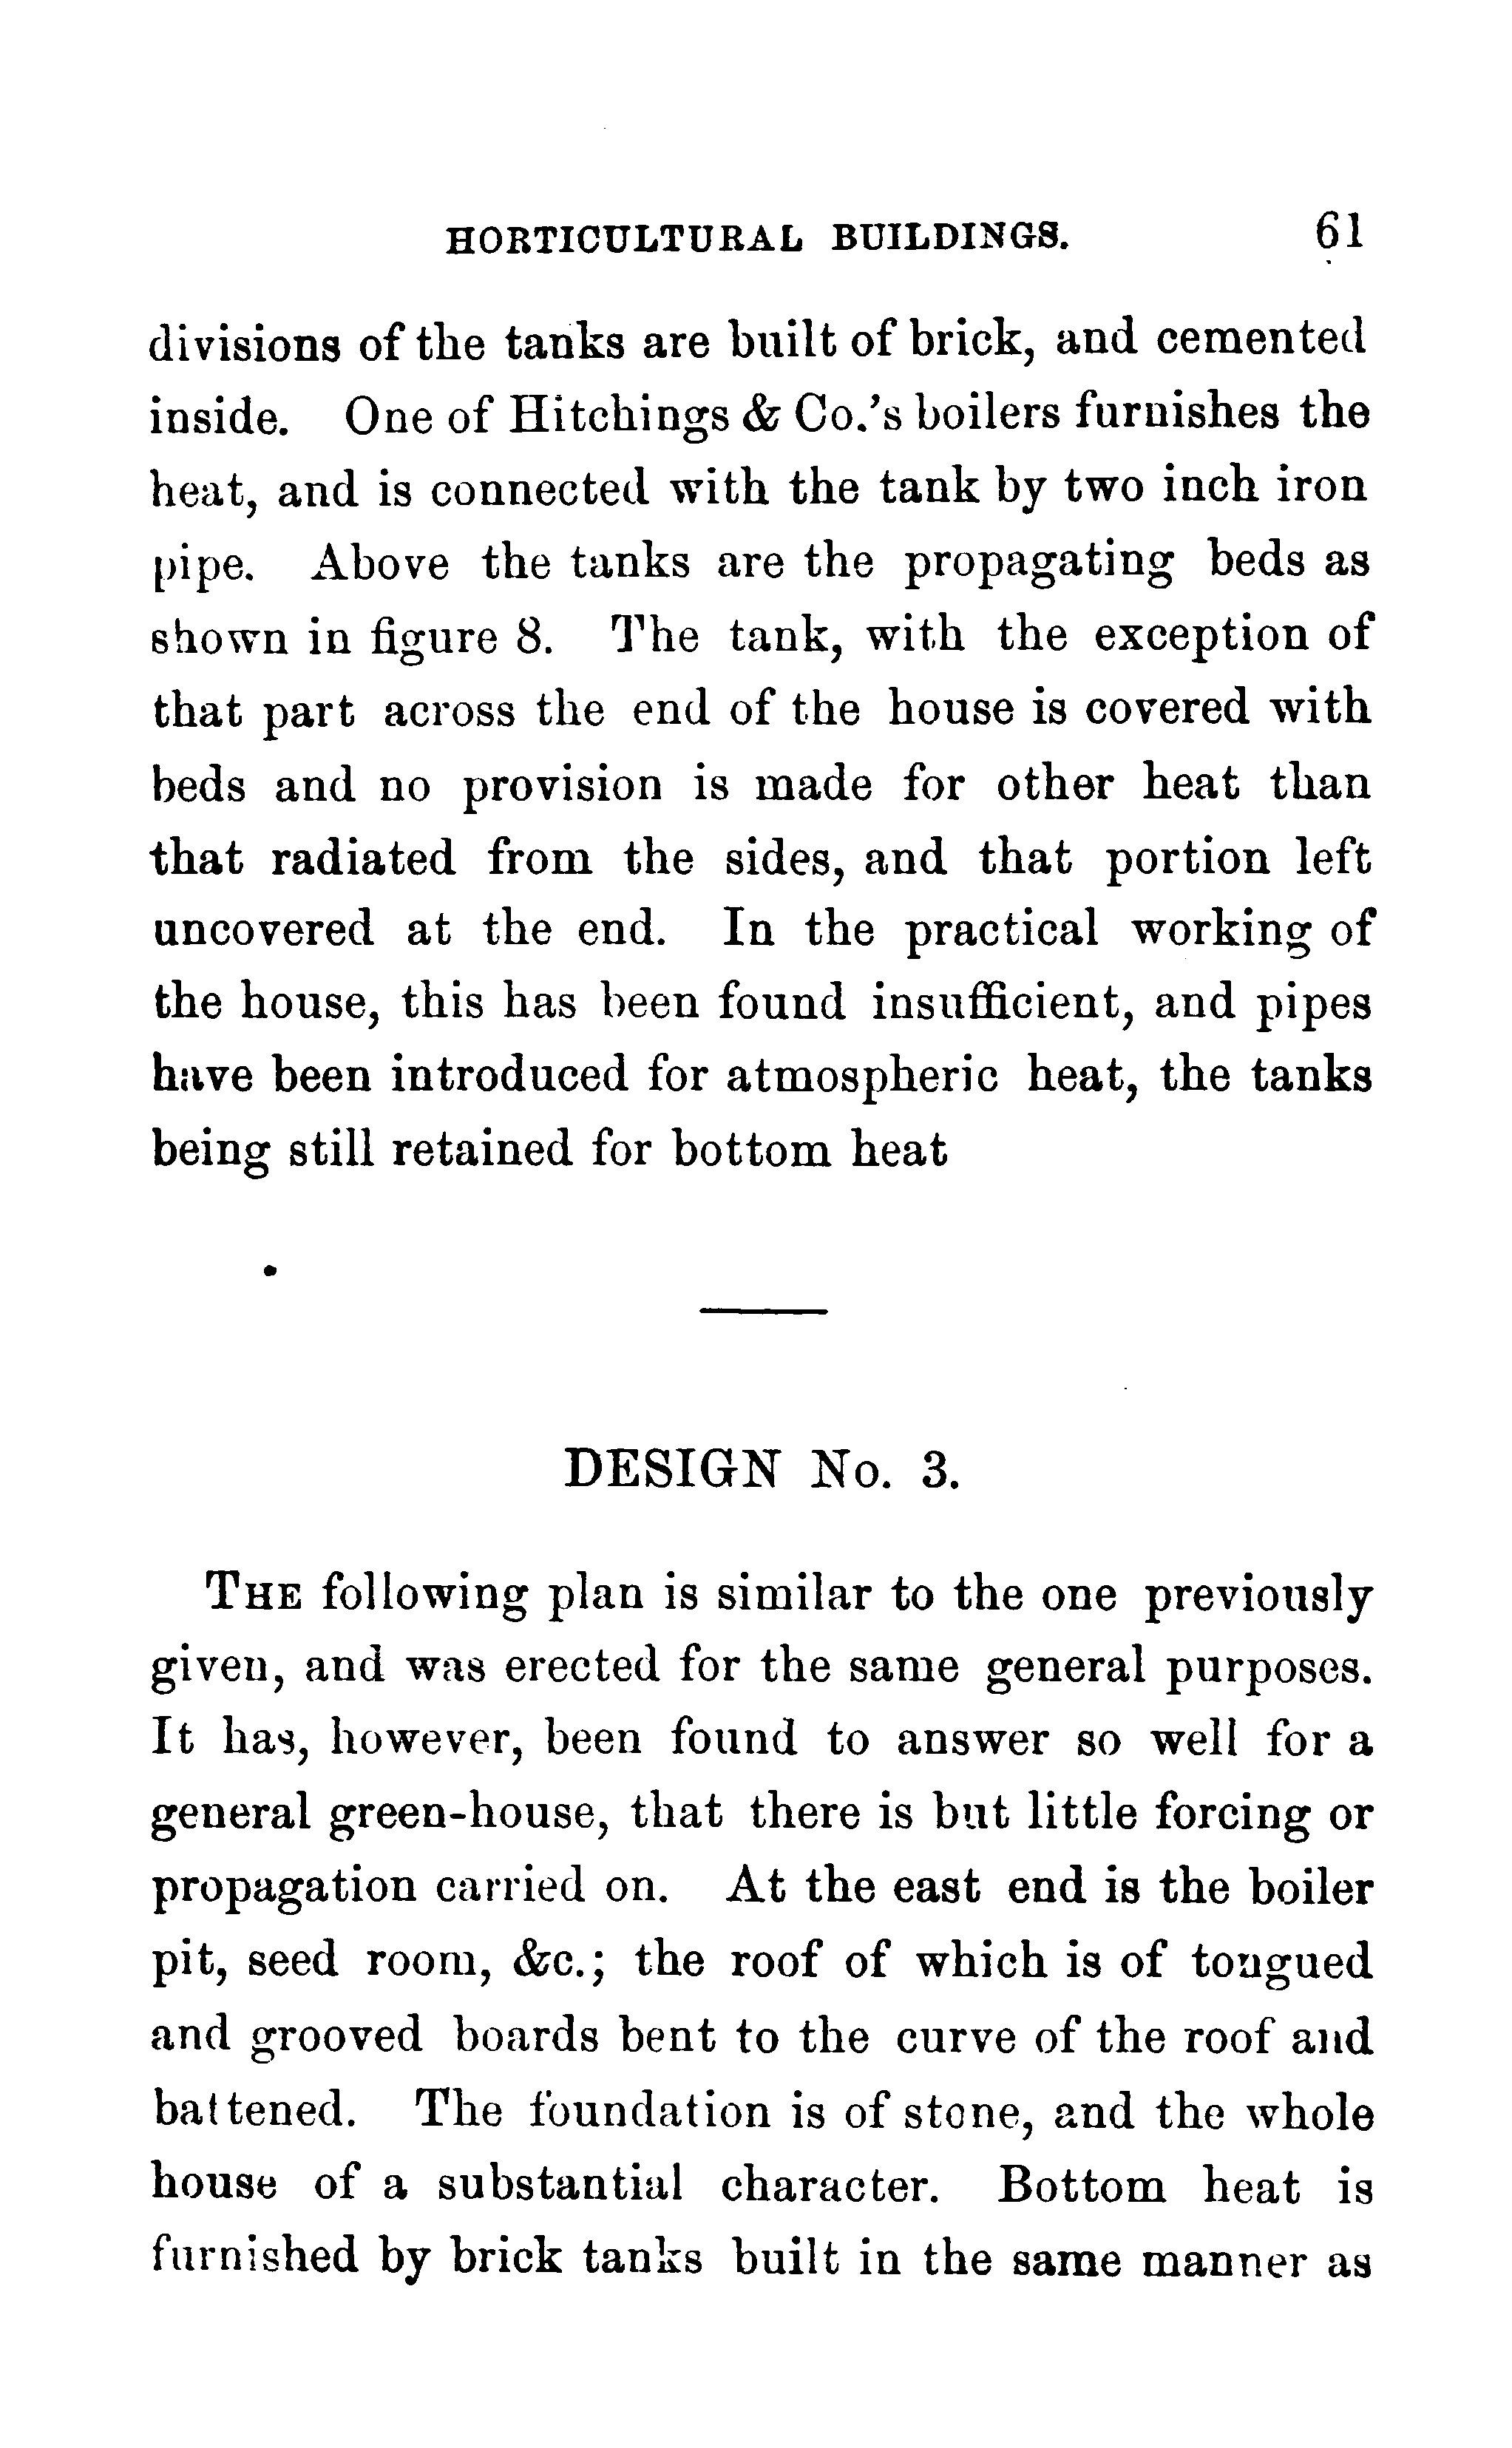 HORTICULTURAL BUILDINGS. 61
divisions of the tanks are built of brick, and cemented
inside. One of Hitchings & Co.'s boilers furnishes the
heat, and is connected with the tank by two inch iron
pipe. Above the tanks are the propagating beds as
shown in figure 8. The tank, with the exception of
that part across the end of the house is covered with
beds and no provision is made for other heat than
that radiated from the sides, and that portion left
uncovered at the end. In the practical working of
the house, this has been found insufficient, and pipes
have been introduced for atmospheric heat, the tanks
being still retained for bottom heat
DESIGN No. 3.
THE following plan is similar to the one previously
given, and was erected for the same general purposes.
It has, however, been found to answer so well for a
general green-house, that there is but little forcing or
propagation carried on. At the east end is the boiler
pit, seed room, &c.; the roof of which is of tongued
and grooved boards bent to the curve of the roof and
battened. The foundation is of stone, and the whole
house of a substantial character. Bottom heat is
furnished by brick tanks built in the same manner as